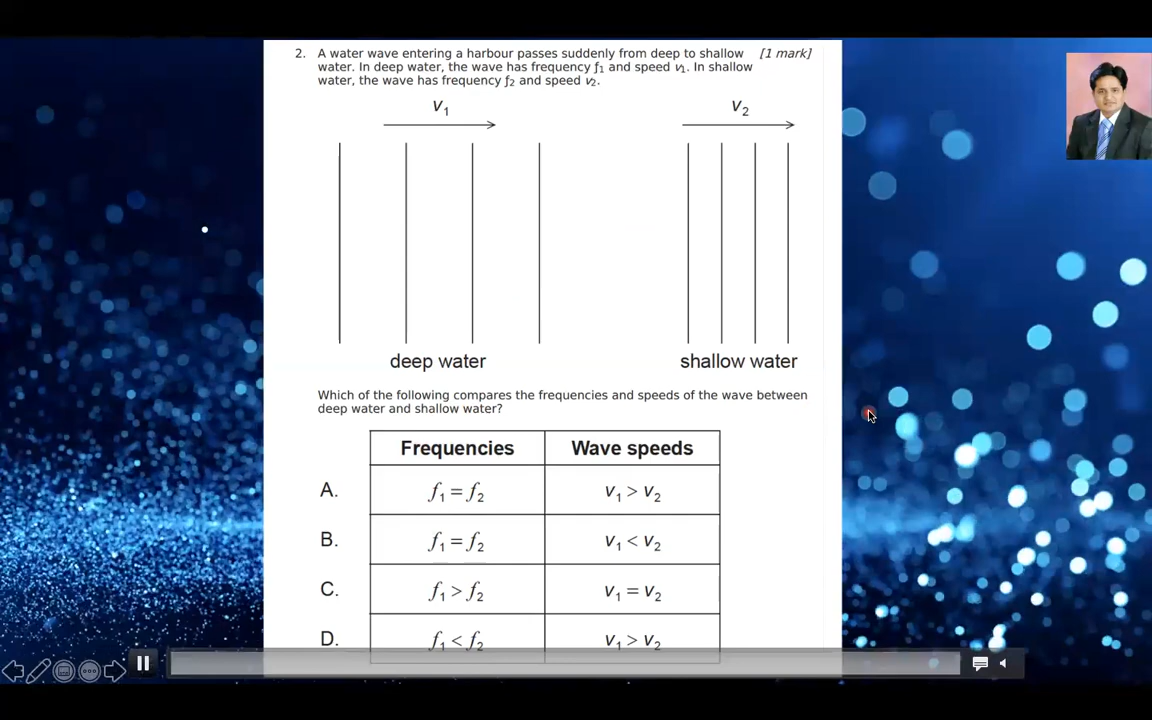 2. A water wave entering a harbour passes suddenly from deep to shallow [1 mark]
water. In deep water, the wave has frequency ƒ₁ and speed v₁. In shallow
water, the wave has frequency ƒ₂ and speed v₂.
v₁ v₂
deep water shallow water
Which of the following compares the frequencies and speeds of the wave between
deep water and shallow water?
Frequencies Wave speeds
A. f₁ = f₂ v₁ > v₂
B. f₁ = f₂ v₁ < v₂
C. f₁ > f₂ v₁ = v₂
D. f₁ < f₂ v₁ > v₂